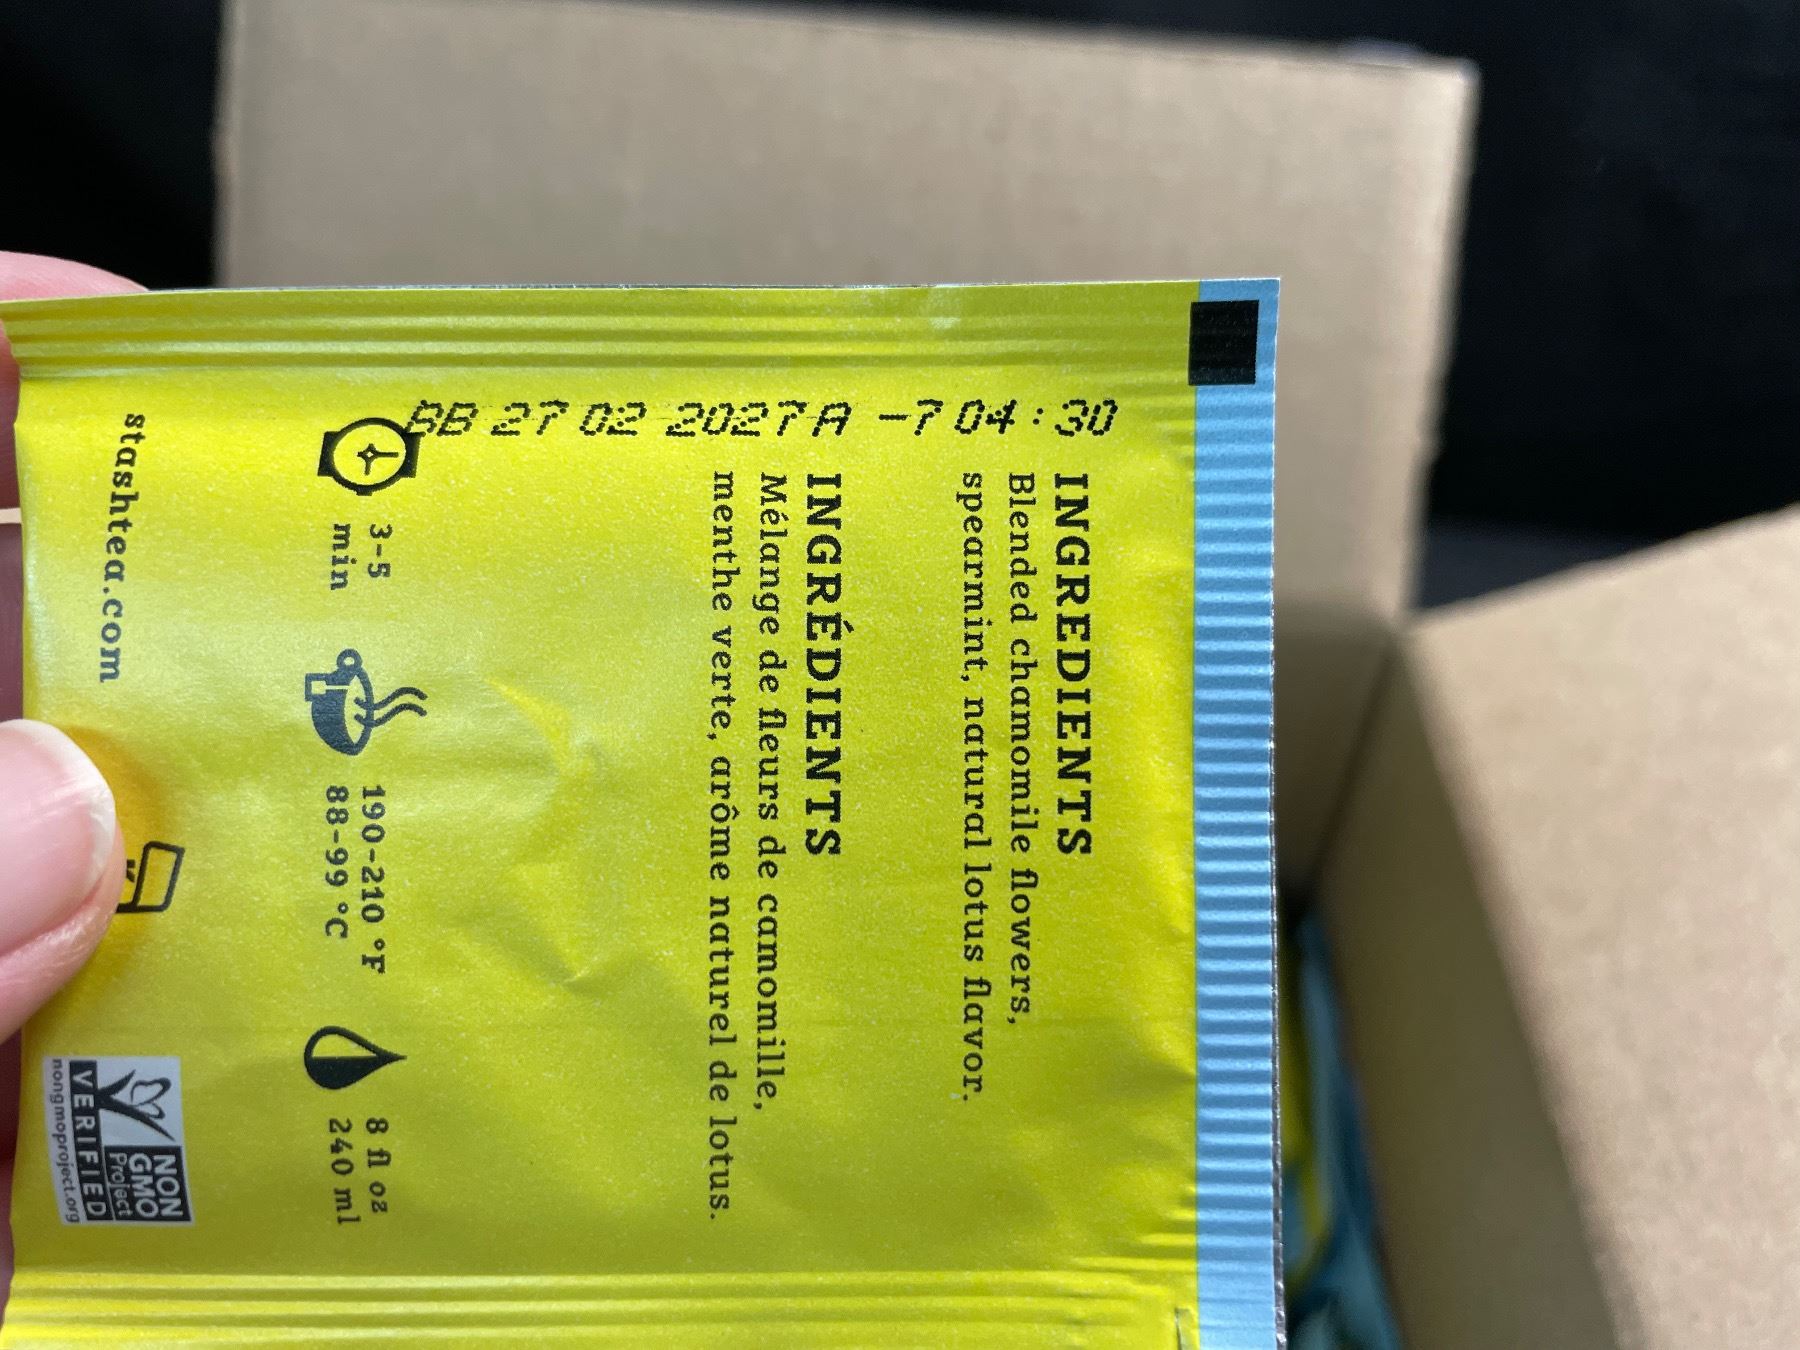 BB 27 02 2027A -7 04:30
INGREDIENTS
Blended chamomile flowers,
spearmint, natural lotus flavor.
INGRÉDIENTS
Mélange de fleurs de camomille,
menthe verte, arôme naturel de lotus.
3-5
min
190-210 °F
88-99 °C
8 fl oz
240 ml
stashtea.com
NON
GMO
Project
VERIFIED
nongmoproject.org